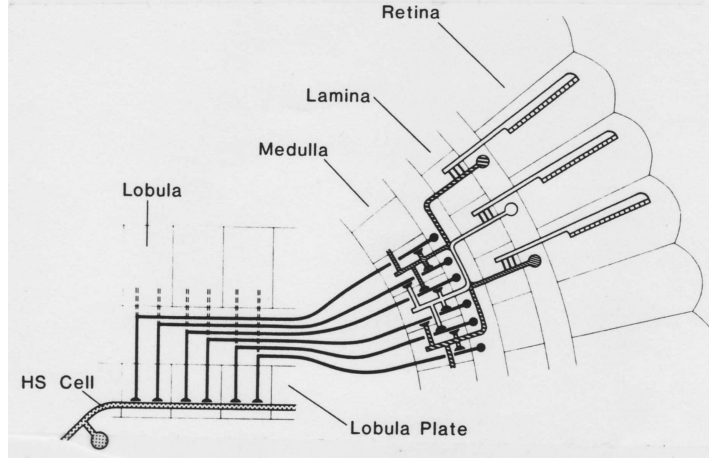 Retina
Lamina
Medulla
Lobula
HS Cell
Lobula Plate